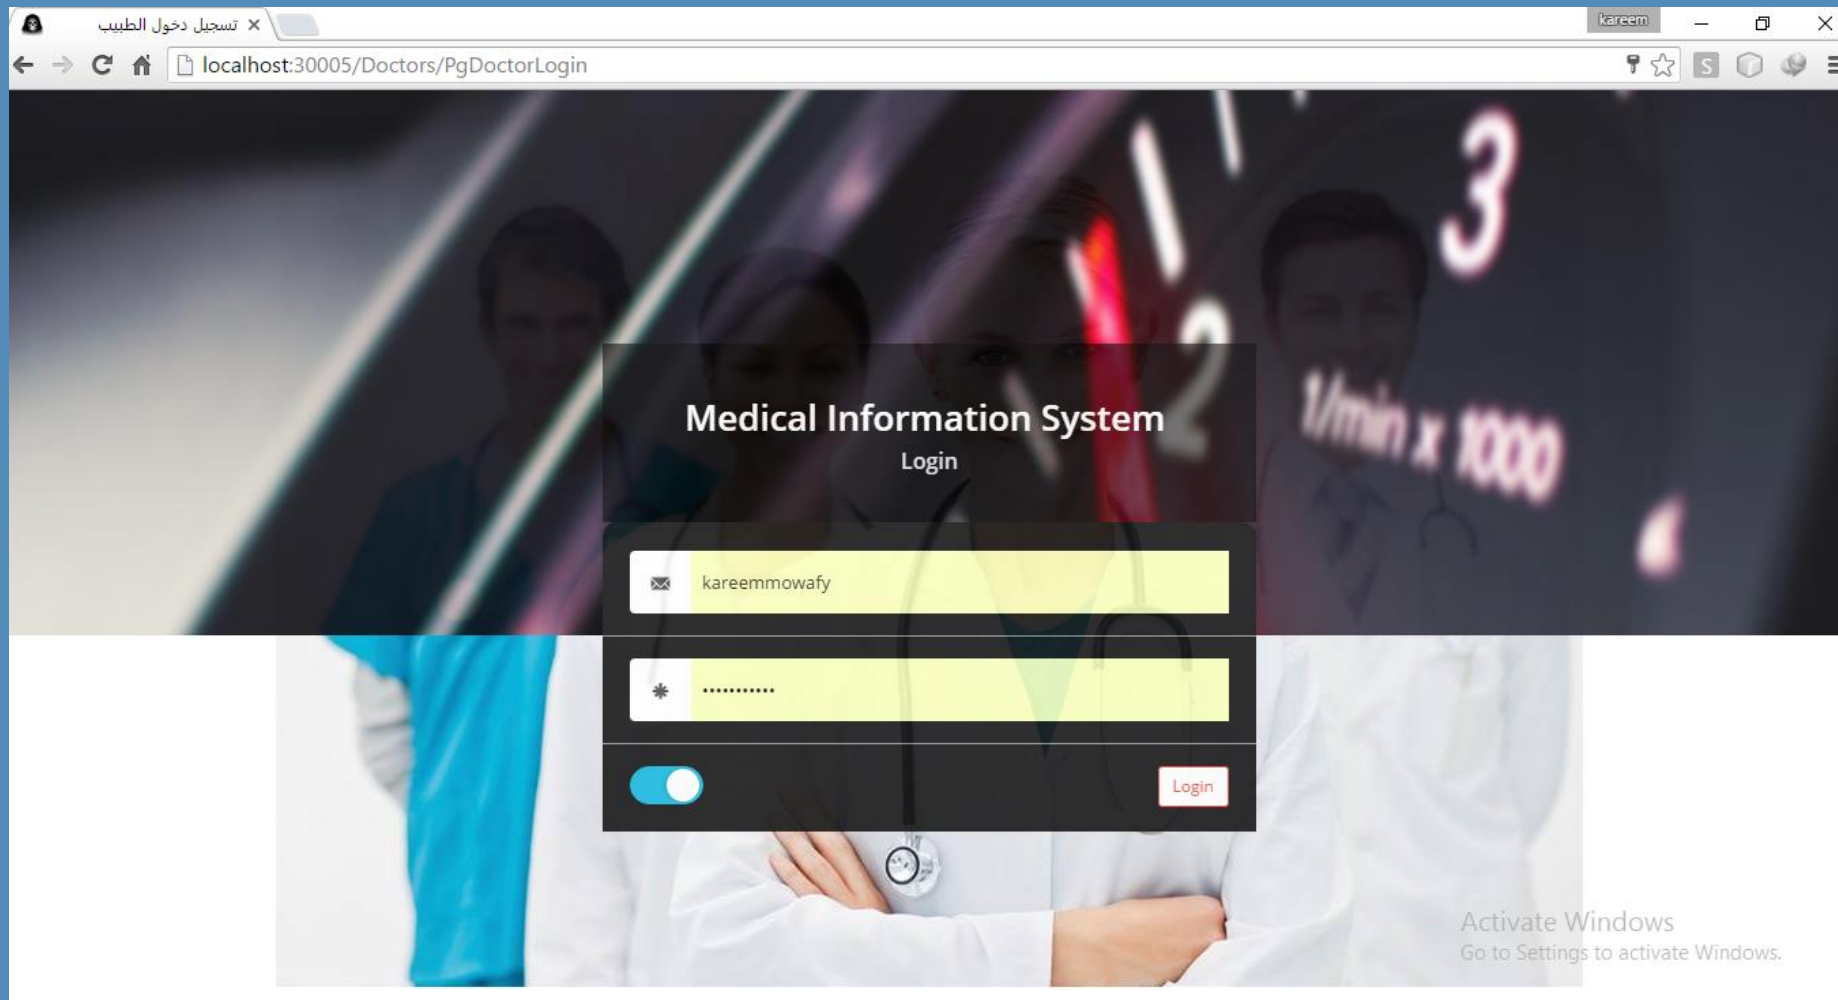 تسجيل دخول الطبيب
kareem
localhost:30005/Doctors/PgDoctorLogin
S
1
2
3
1/min x 1000
Medical Information System
Login
kareemmowafy
•••••••••••
Login
Activate Windows
Go to Settings to activate Windows.